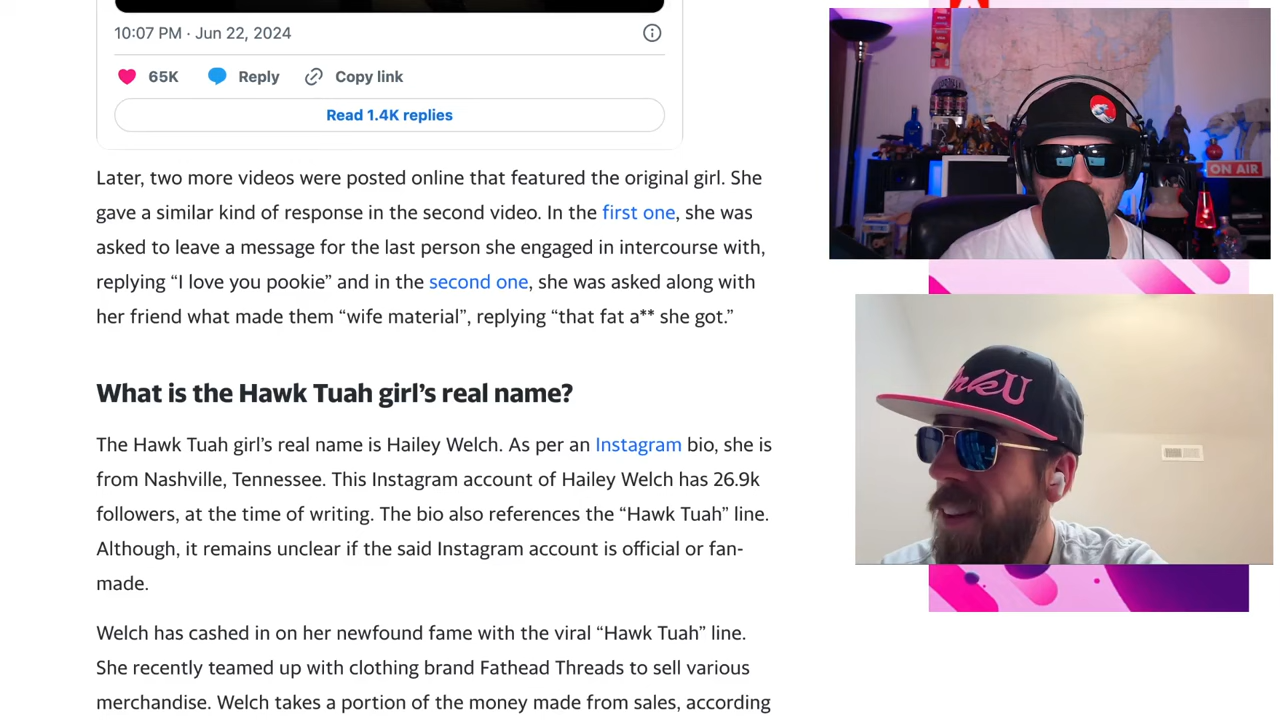 10:07 PM · Jun 22, 2024
65K Reply Copy link
Read 1.4K replies
Later, two more videos were posted online that featured the original girl. She
gave a similar kind of response in the second video. In the first one, she was
asked to leave a message for the last person she engaged in intercourse with,
replying “I love you pookie” and in the second one, she was asked along with
her friend what made them “wife material”, replying “that fat a** she got.”
What is the Hawk Tuah girl’s real name?
The Hawk Tuah girl’s real name is Hailey Welch. As per an Instagram bio, she is
from Nashville, Tennessee. This Instagram account of Hailey Welch has 26.9k
followers, at the time of writing. The bio also references the “Hawk Tuah” line.
Although, it remains unclear if the said Instagram account is official or fan-
made.
Welch has cashed in on her newfound fame with the viral “Hawk Tuah” line.
She recently teamed up with clothing brand Fathead Threads to sell various
merchandise. Welch takes a portion of the money made from sales, according
ON AIR